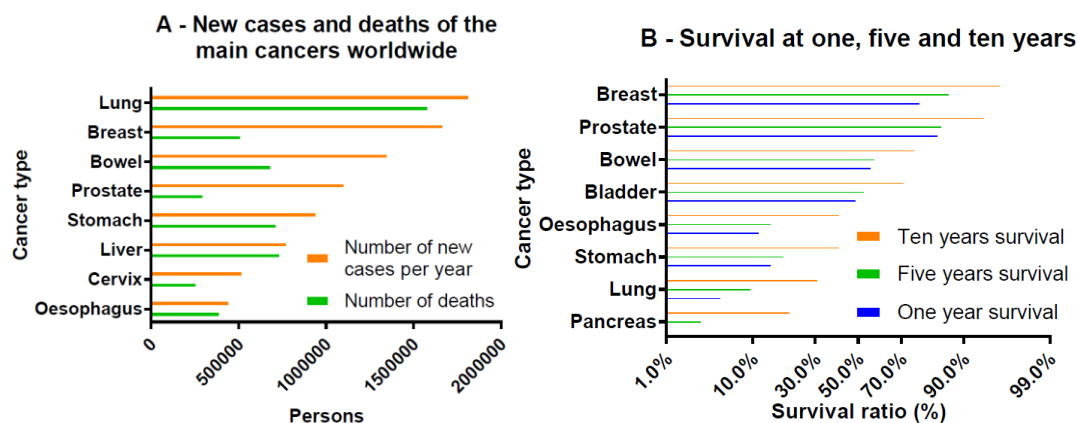 A - New cases and deaths of the
main cancers worldwide
Cancer type
Lung
Breast
Bowel
Prostate
Stomach
Liver
Cervix
Oesophagus
Number of new
cases per year
Number of deaths
0
500000
1000000
1500000
2000000
Persons
B - Survival at one, five and ten years
Cancer type
Breast
Prostate
Bowel
Bladder
Oesophagus
Stomach
Lung
Pancreas
Ten years survival
Five years survival
One year survival
1.0%
10.0%
30.0%
50.0%
70.0%
90.0%
99.0%
Survival ratio (%)